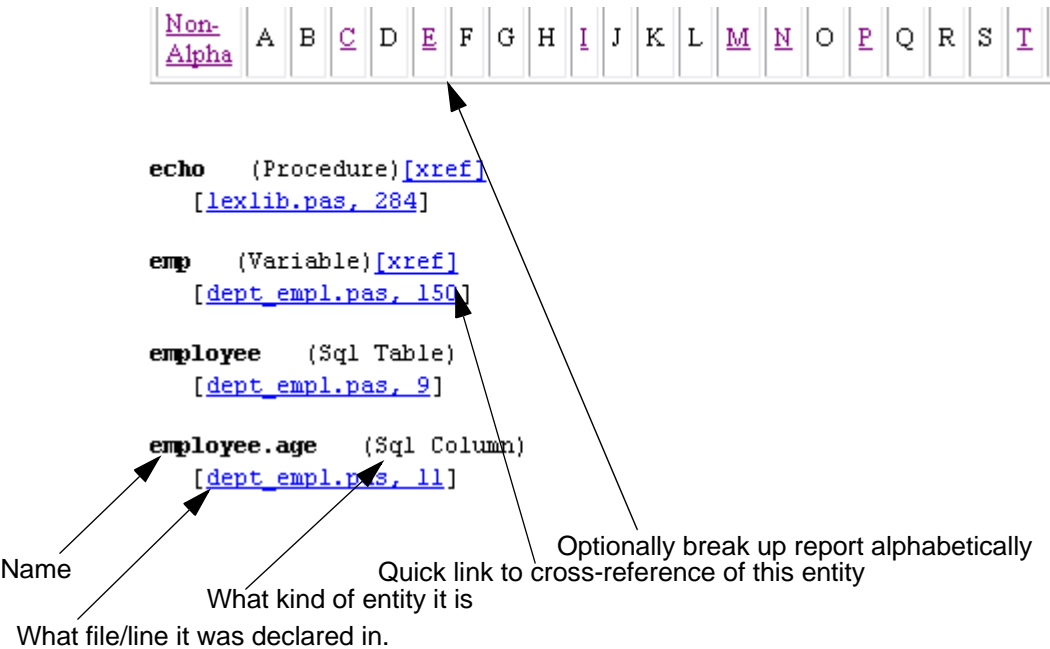 Non-
Alpha A B C D E F G H I J K L M N O P Q R S T
echo (Procedure)[xref]
[lexlib.pas, 284]
emp (Variable)[xref]
[dept_empl.pas, 150]
employee (Sql Table)
[dept_empl.pas, 9]
employee.age (Sql Column)
[dept_empl.pas, 11]
Optionally break up report alphabetically
Name
Quick link to cross-reference of this entity
What kind of entity it is
What file/line it was declared in.